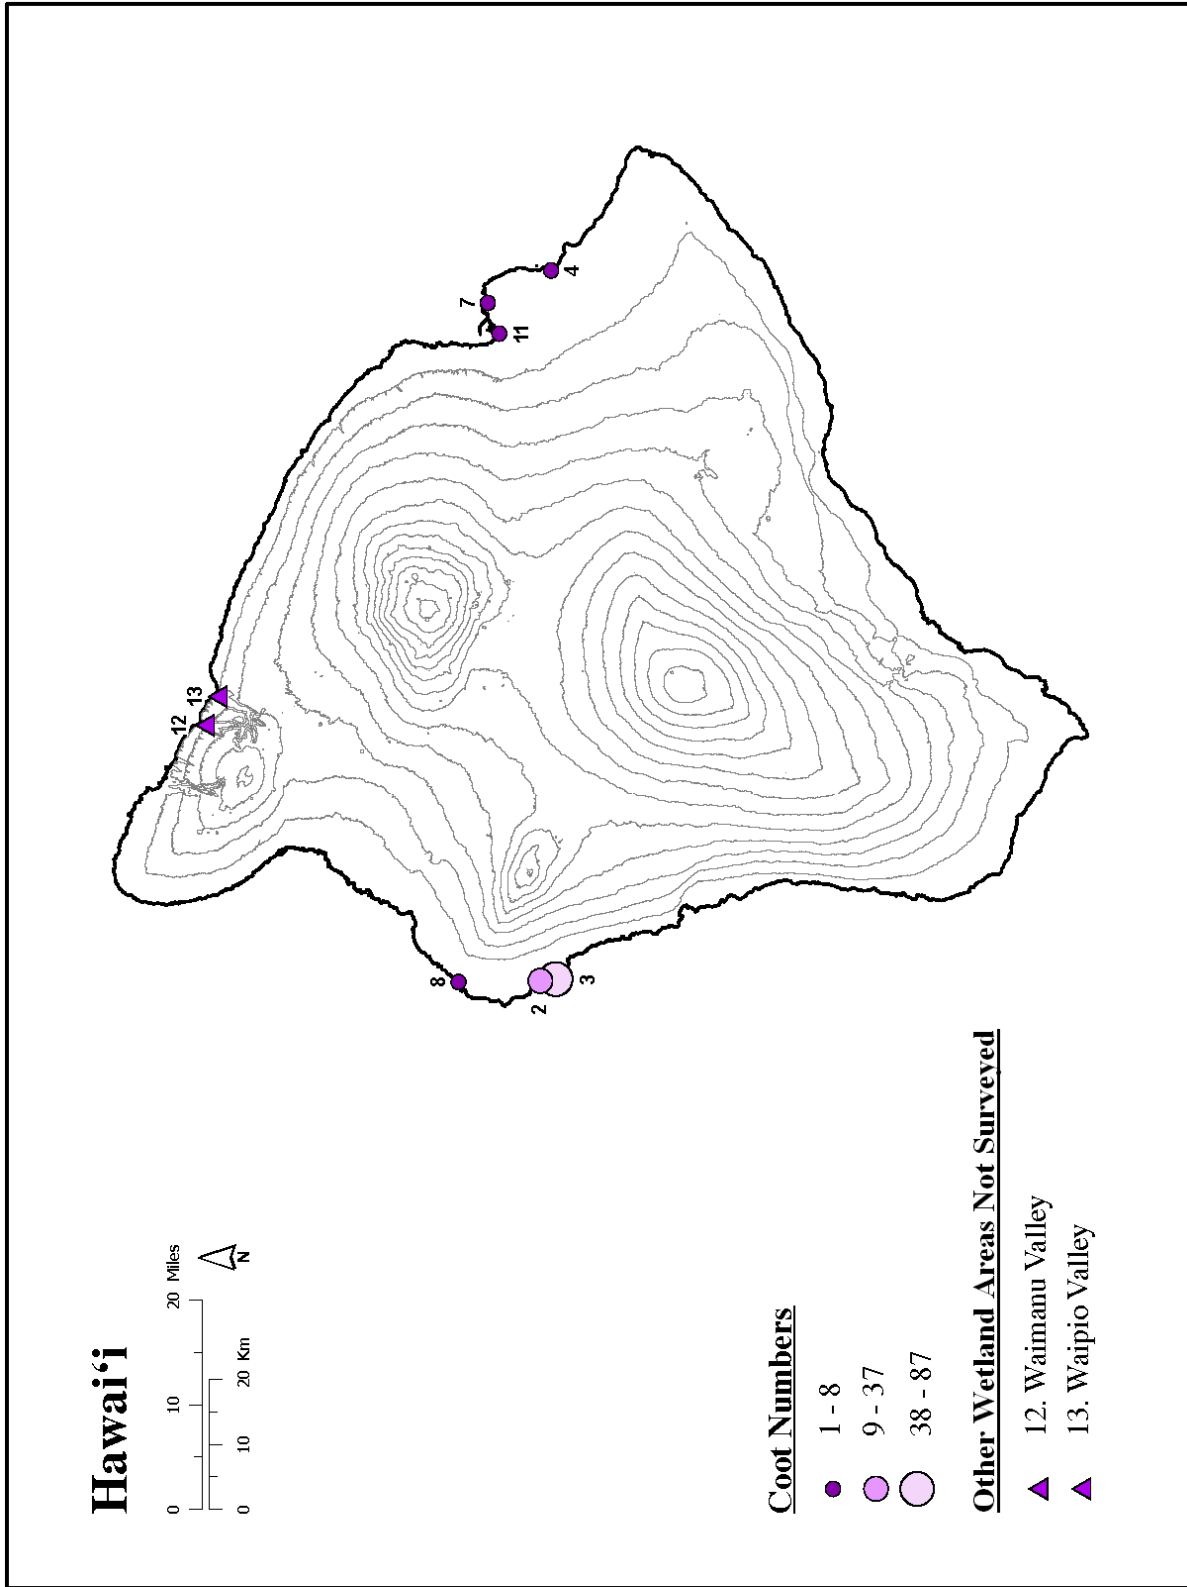 Hawaiʻi
0 10 20 Miles
0 10 20 Km
N
12
13
7
11
4
8
2
3
Coot Numbers
1 - 8
9 - 37
38 - 87
Other Wetland Areas Not Surveyed
12. Waimanu Valley
13. Waipio Valley